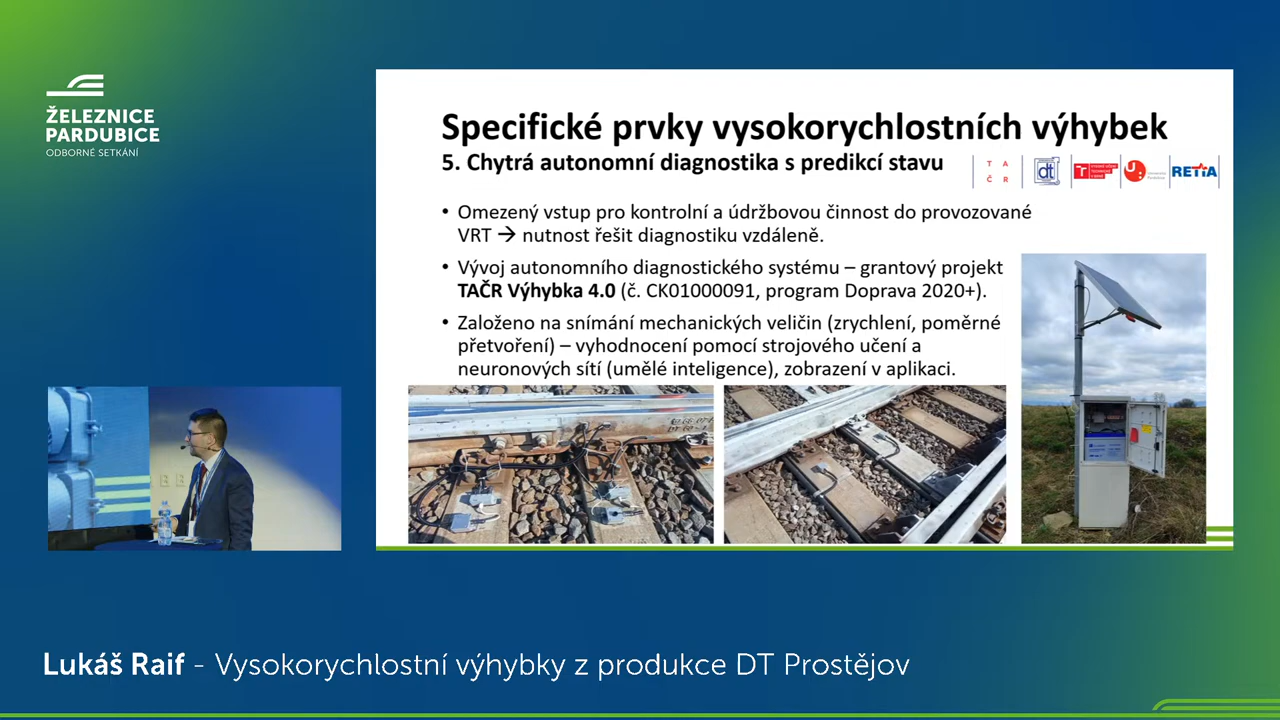 ŽELEZNICE
PARDUBICE
ODBORNÉ SETKÁNÍ
Specifické prvky vysokorychlostních výhybek
5. Chytrá autonomní diagnostika s predikcí stavu
T A
Č R
dt
RETIA
• Omezený vstup pro kontrolní a údržbovou činnost do provozované
VRT → nutnost řešit diagnostiku vzdáleně.
• Vývoj autonomního diagnostického systému – grantový projekt
TAČR Výhybka 4.0 (č. CK01000091, program Doprava 2020+).
• Založeno na snímání mechanických veličin (zrychlení, poměrné
přetvoření) – vyhodnocení pomocí strojového učení a
neuronových sítí (umělé inteligence), zobrazení v aplikaci.
Lukáš Raif - Vysokorychlostní výhybky z produkce DT Prostějov